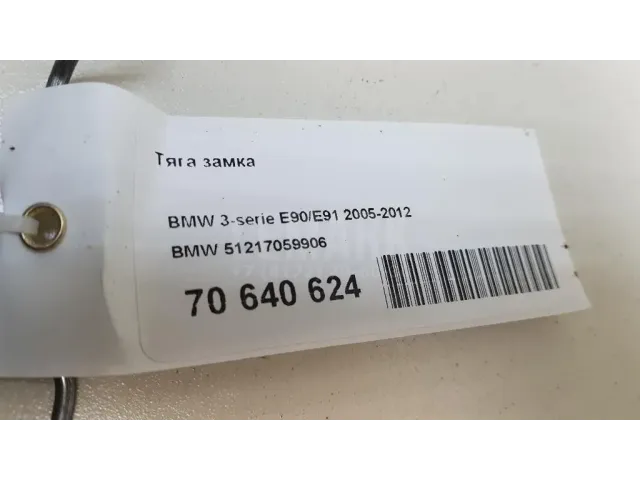 Тяга замка
BMW 3-serie E90/E91 2005-2012
BMW 51217059906
70 640 624